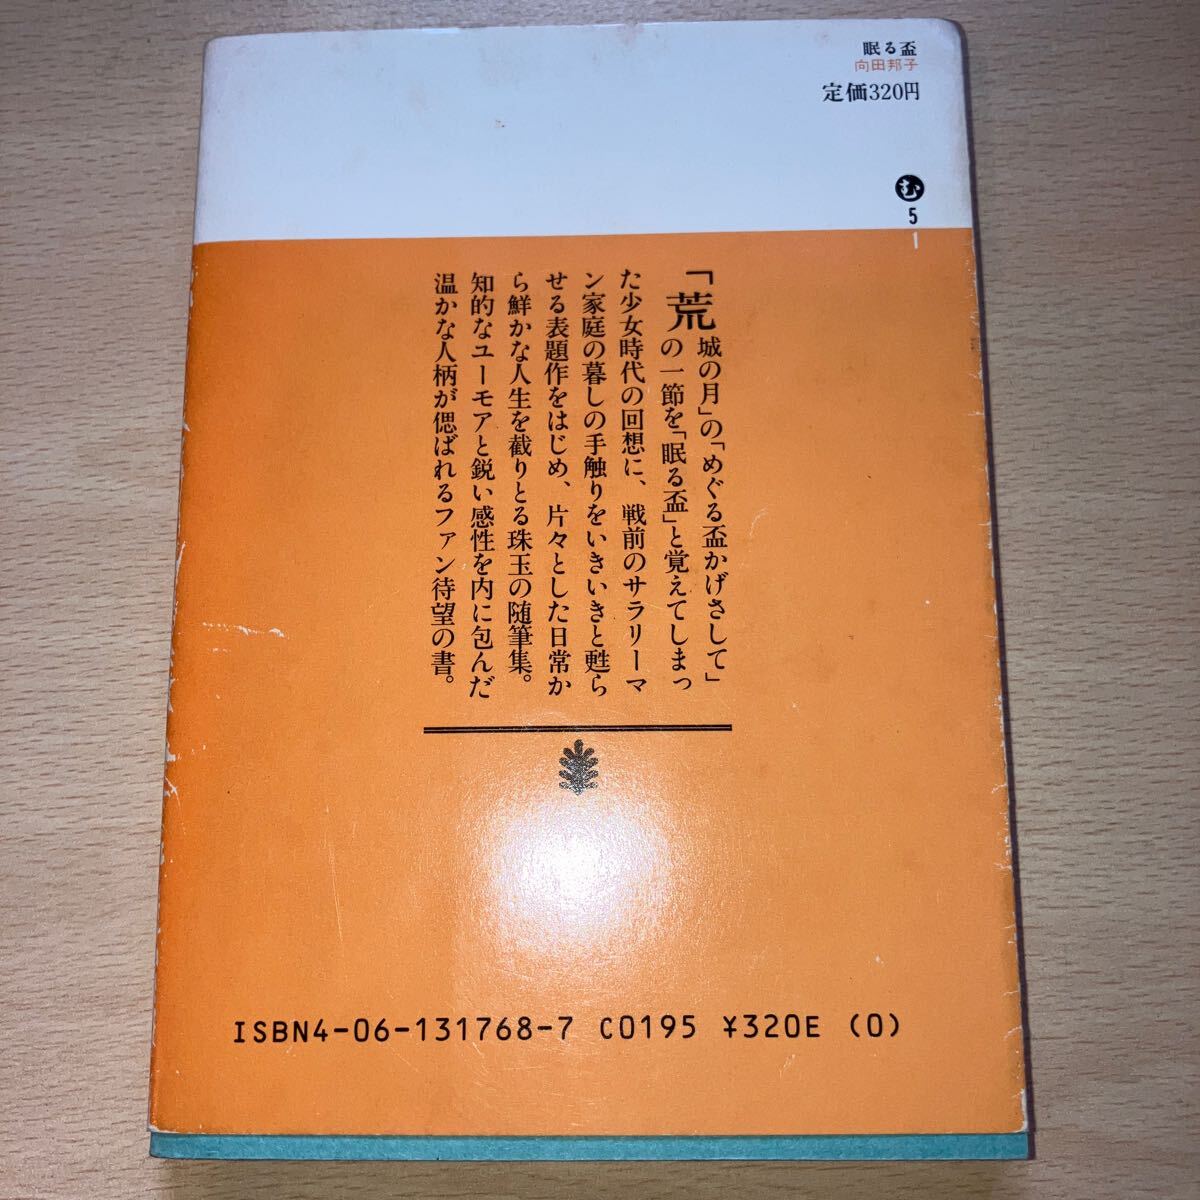 眠る盃
向田邦子
定価320円
む
5
1
「荒城の月」の「めぐる盃かげさして」
の一節を「眠る盃」と覚えてしまっ
た少女時代の回想に、戦前のサラリーマ
ン家庭の暮しの手触りをいきいきと甦ら
せる表題作をはじめ、片々とした日常か
ら鮮かな人生を截りとる珠玉の随筆集。
知的なユーモアと鋭い感性を内に包んだ
温かな人柄が偲ばれるファン待望の書。
ISBN4-06-131768-7 C0195 ¥320E (0)